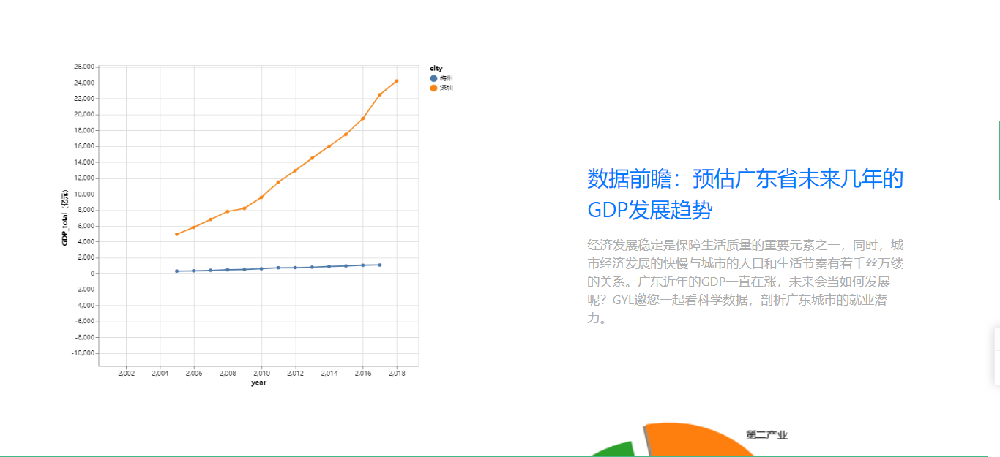 26,000
24,000
22,000
20,000
18,000
16,000
14,000
12,000
10,000
8,000
6,000
4,000
2,000
0
-2,000
-4,000
-6,000
-8,000
-10,000
GDP_total（亿元）
2,002 2,004 2,006 2,008 2,010 2,012 2,014 2,016 2,018
year
city
梅州
深圳
数据前瞻：预估广东省未来几年的
GDP发展趋势
经济发展稳定是保障生活质量的重要元素之一，同时，城
市经济发展的快慢与城市的人口和生活节奏有着千丝万缕
的关系。广东近年的GDP一直在涨，未来会当如何发展
呢？GYL邀您一起看科学数据，剖析广东城市的就业潜
力。
第二产业